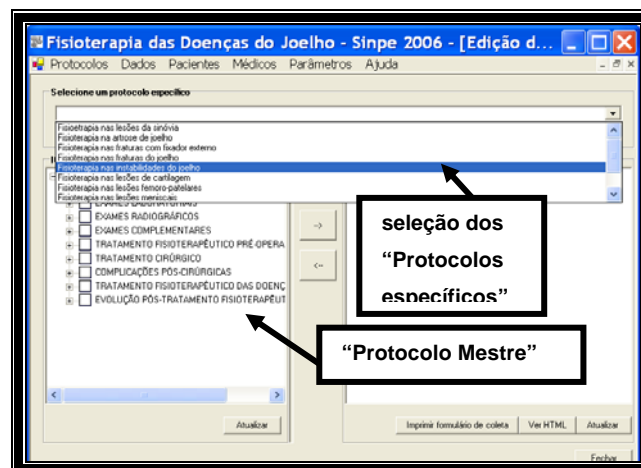 Fisioterapia das Doenças do Joelho - Sinpe 2006 - [Edição d...
Protocolos Dados Pacientes Médicos Parâmetros Ajuda
Selecione um protocolo específico
Fisioetrapia nas lesões da sinóvia
Fisioterapia na artrose de joelho
Fisioterapia nas fraturas com fixador externo
Fisioterapia nas fraturas do joelho
Fisioterapia nas instabilidades do joelho
Fisioterapia nas lesões de cartilagem
Fisioterapia nas lesões femoro-patelares
Fisioterapia nas lesões meniscais
EXAMES LABORATORIAIS
EXAMES RADIOGRÁFICOS
EXAMES COMPLEMENTARES
TRATAMENTO FISIOTERAPÊUTICO PRÉ-OPERA
TRATAMENTO CIRÚRGICO
COMPLICAÇÕES PÓS-CIRÚRGICAS
TRATAMENTO FISIOTERAPÊUTICO DAS DOENÇ
EVOLUÇÃO PÓS-TRATAMENTO FISIOTERAPÊUT
-->
<--
seleção dos
“Protocolos
específicos”
“Protocolo Mestre”
Atualizar
Imprimir formulário de coleta Ver HTML Atualizar
Fechar